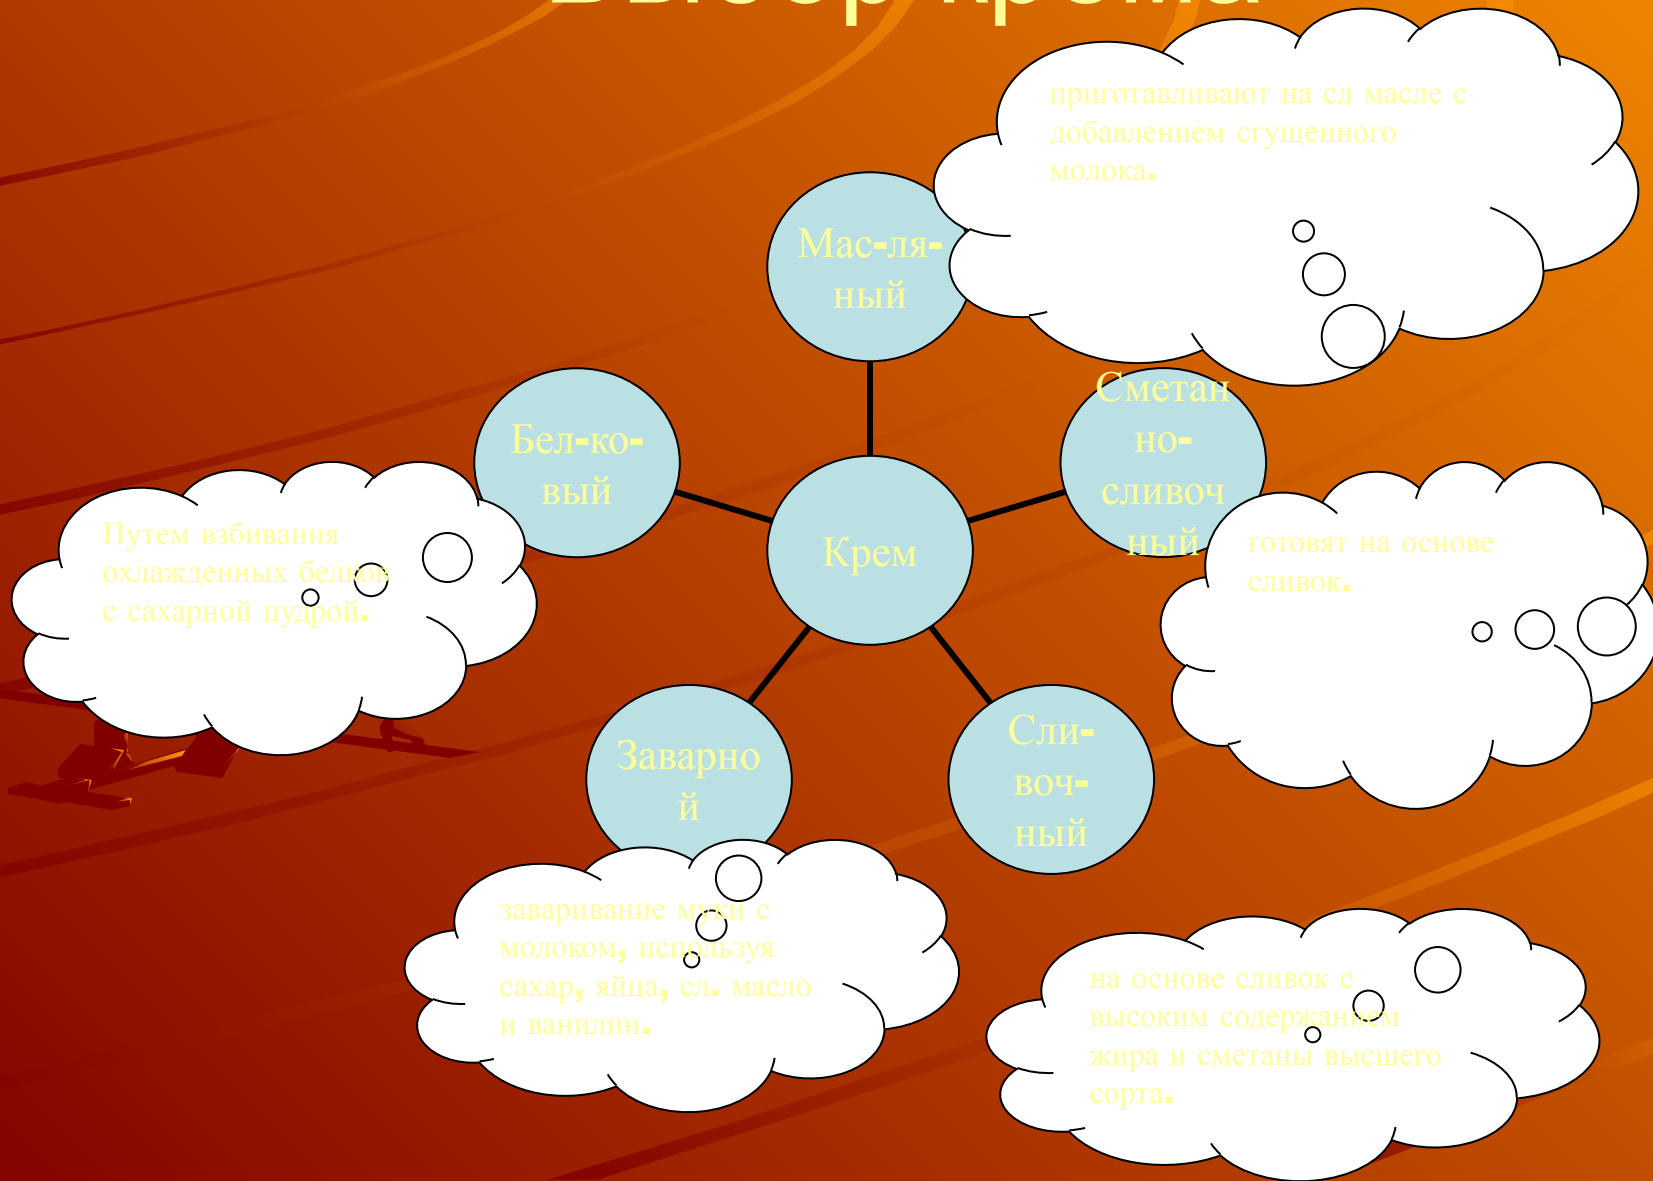 Выбор крема
приготавливают на сл масле с
добавлением сгущенного
молока.
Мас-ля-
ный
Сметан
но-
сливоч
ный
Бел-ко-
вый
Крем
Путем взбивания
охлажденных белков
с сахарной пудрой.
готовят на основе
сливок.
Заварно
й
Сли-
воч-
ный
заваривание муки с
молоком, используя
сахар, яйца, сл. масло
и ванилин.
на основе сливок с
высоким содержанием
жира и сметаны высшего
сорта.